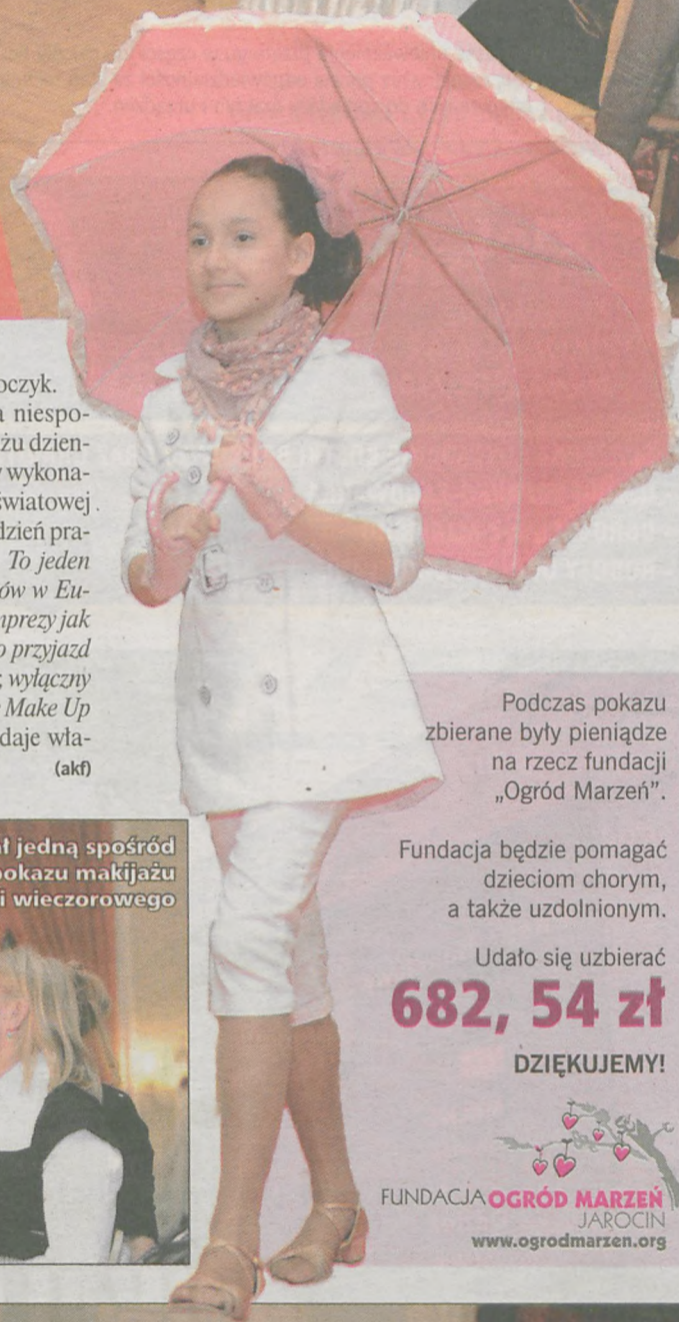 oczyk.
a niespo-
żu dzien-
wykona-
światowej
dzień pra-
To jeden
ów w Eu-
mprezy jak
o przyjazd
wyłączny
Make Up
daje wła-
(akf)
ł jedną spośród
pokazu makijażu
i wieczorowego
Podczas pokazu
zbierane były pieniądze
na rzecz fundacji
„Ogród Marzeń”.
Fundacja będzie pomagać
dzieciom chorym,
a także uzdolnionym.
Udało się uzbierać
682, 54 zł
DZIĘKUJEMY!
FUNDACJA OGRÓD MARZEŃ
JAROCIN
www.ogrodmarzen.org